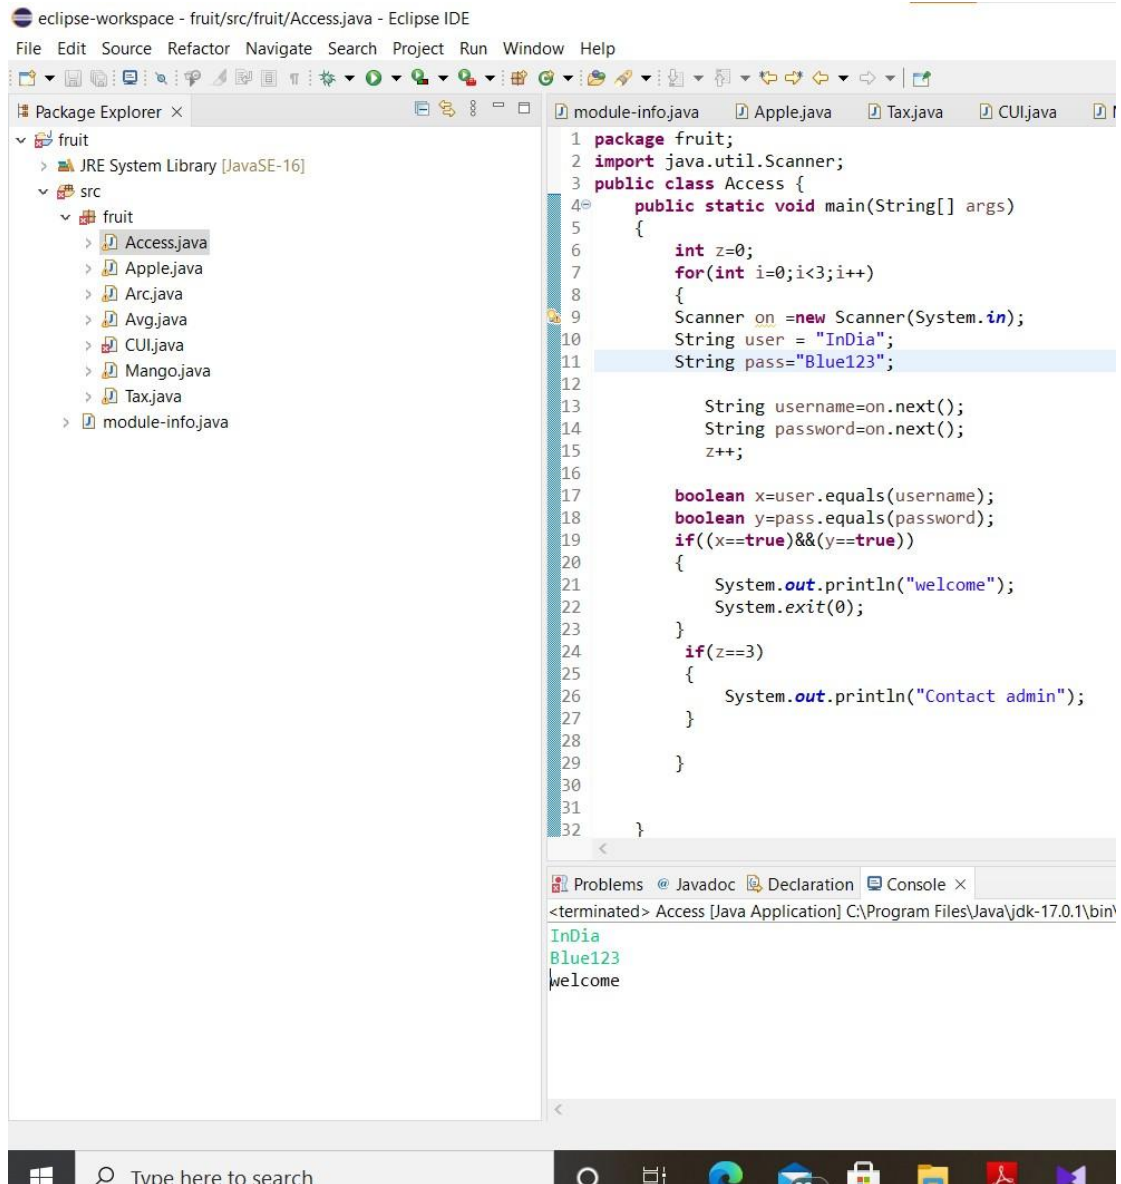 eclipse-workspace - fruit/src/fruit/Access.java - Eclipse IDE
File Edit Source Refactor Navigate Search Project Run Window Help
Package Explorer
fruit
JRE System Library [JavaSE-16]
src
fruit
Access.java
Apple.java
Arc.java
Avg.java
CUI.java
Mango.java
Tax.java
module-info.java
module-info.java Apple.java Tax.java CUI.java
1 package fruit;
2 import java.util.Scanner;
3 public class Access {
4 public static void main(String[] args)
5 {
6 int z=0;
7 for(int i=0;i<3;i++)
8 {
9 Scanner on =new Scanner(System.in);
10 String user = "InDia";
11 String pass="Blue123";
12
13 String username=on.next();
14 String password=on.next();
15 z++;
16
17 boolean x=user.equals(username);
18 boolean y=pass.equals(password);
19 if((x==true)&&(y==true))
20 {
21 System.out.println("welcome");
22 System.exit(0);
23 }
24 if(z==3)
25 {
26 System.out.println("Contact admin");
27 }
28
29 }
30
31
32 }
Problems @ Javadoc Declaration Console
<terminated> Access [Java Application] C:\Program Files\Java\jdk-17.0.1\bin\
InDia
Blue123
welcome
Type here to search